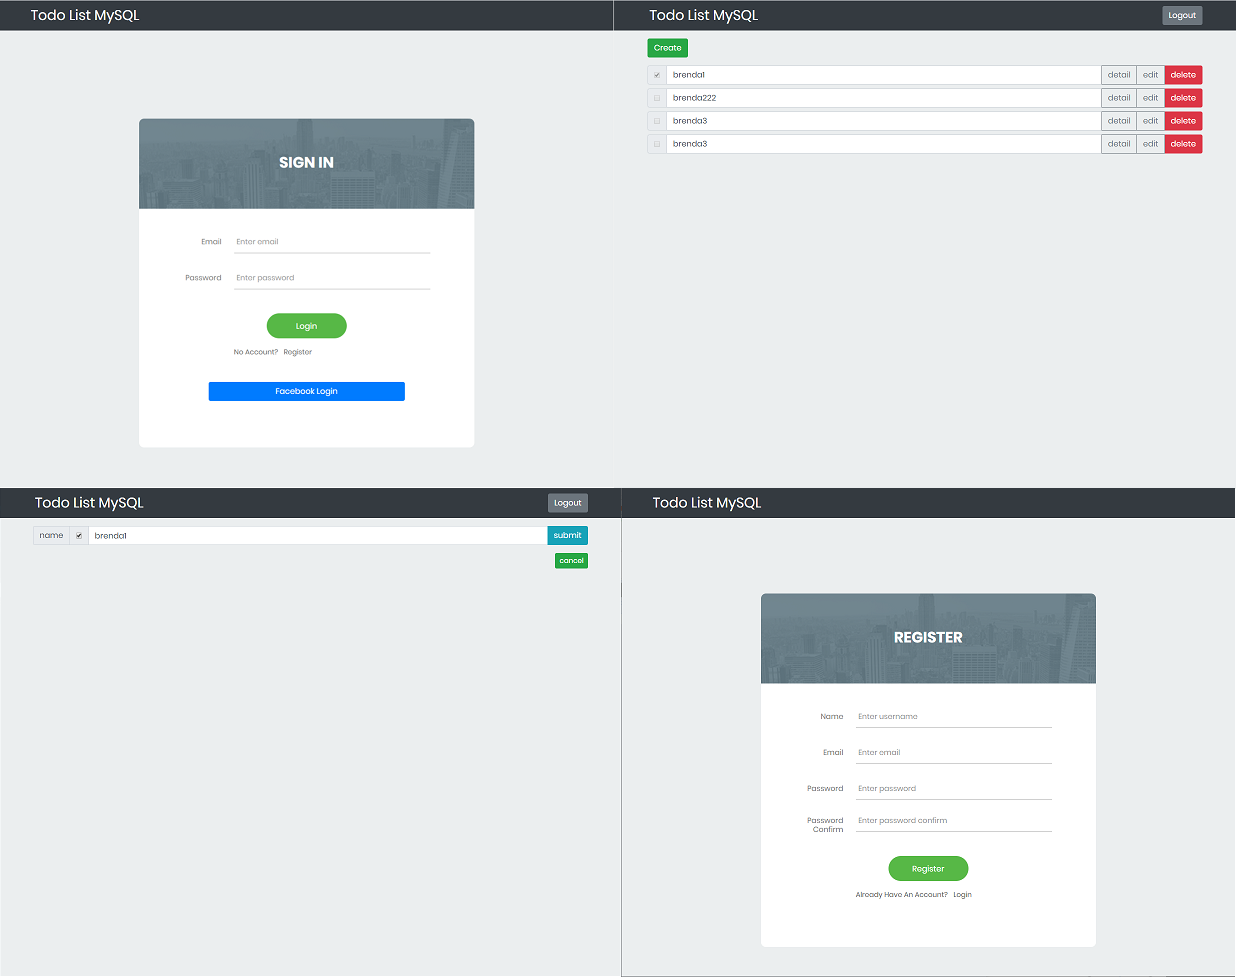 Todo List MySQL
SIGN IN
Email Enter email
Password Enter password
Login
No Account? Register
Facebook Login
Todo List MySQL Logout
Create
brenda1 detail edit delete
brenda222 detail edit delete
brenda3 detail edit delete
brenda3 detail edit delete
Todo List MySQL Logout
name brenda1 submit
cancel
Todo List MySQL
REGISTER
Name Enter username
Email Enter email
Password Enter password
Password
Confirm Enter password confirm
Register
Already Have An Account? Login